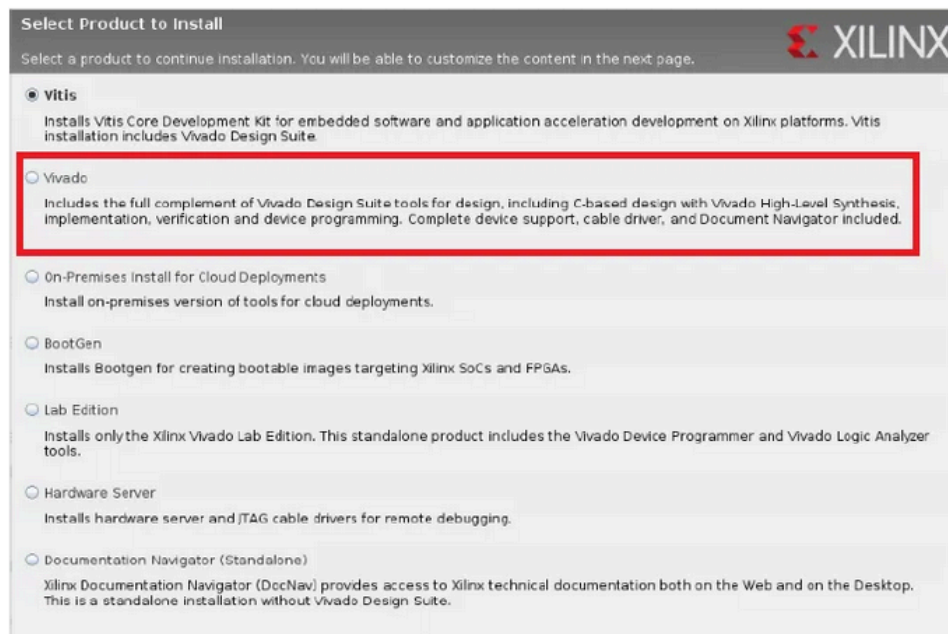 Select Product to Install
XILINX
Select a product to continue installation. You will be able to customize the content in the next page.
Vitis
Installs Vitis Core Development Kit for embedded software and application acceleration development on Xilinx platforms. Vitis
installation includes Vivado Design Suite.
Vivado
Includes the full complement of Vivado Design Suite tools for design, including C-based design with Vivado High-Level Synthesis,
implementation, verification and device programming. Complete device support, cable driver, and Document Navigator included.
On-Premises Install for Cloud Deployments
Install on-premises version of tools for cloud deployments.
BootGen
Installs Bootgen for creating bootable images targeting Xilinx SoCs and FPGAs.
Lab Edition
Installs only the Xilinx Vivado Lab Edition. This standalone product includes the Vivado Device Programmer and Vivado Logic Analyzer
tools.
Hardware Server
Installs hardware server and JTAG cable drivers for remote debugging.
Documentation Navigator (Standalone)
Xilinx Documentation Navigator (DocNav) provides access to Xilinx technical documentation both on the Web and on the Desktop.
This is a standalone installation without Vivado Design Suite.